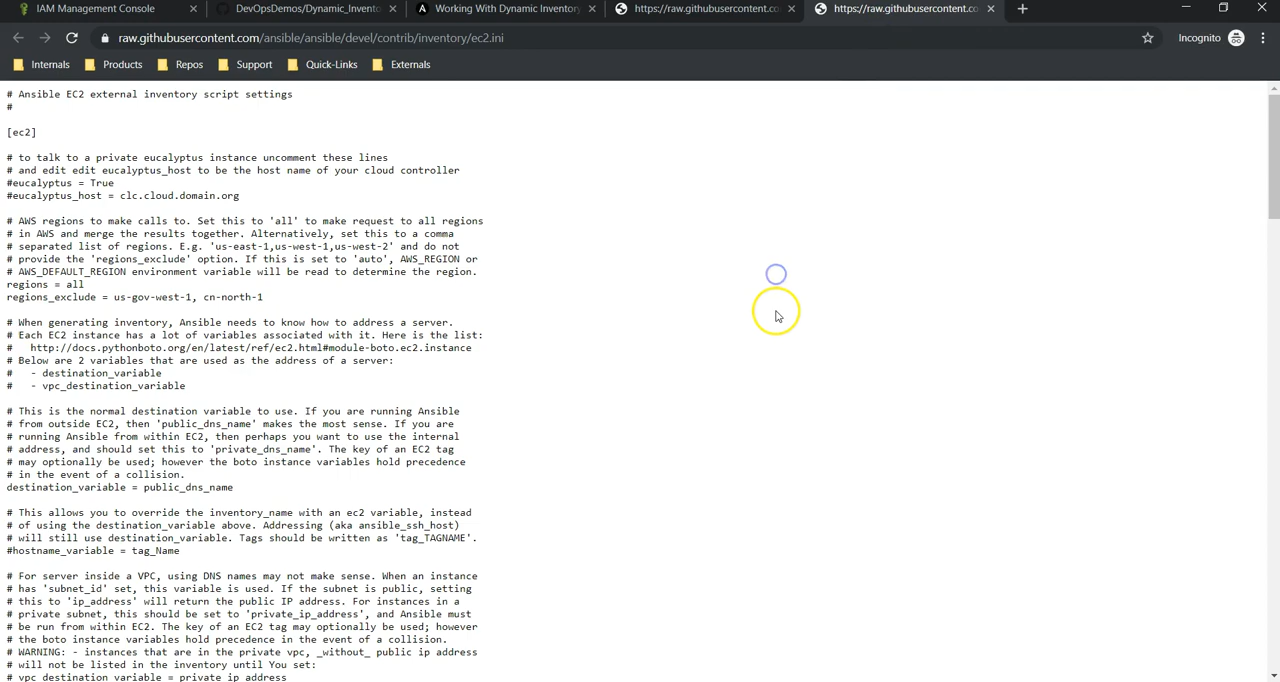 IAM Management Console
DevOpsDemos/Dynamic_Invento
Working With Dynamic Inventory
https://raw.githubusercontent.co
https://raw.githubusercontent.co
raw.githubusercontent.com/ansible/ansible/devel/contrib/inventory/ec2.ini
Incognito
Internals
Products
Repos
Support
Quick-Links
Externals
# Ansible EC2 external inventory script settings
#
[ec2]
# to talk to a private eucalyptus instance uncomment these lines
# and edit edit eucalyptus_host to be the host name of your cloud controller
#eucalyptus = True
#eucalyptus_host = clc.cloud.domain.org
# AWS regions to make calls to. Set this to 'all' to make request to all regions
# in AWS and merge the results together. Alternatively, set this to a comma
# separated list of regions. E.g. 'us-east-1,us-west-1,us-west-2' and do not
# provide the 'regions_exclude' option. If this is set to 'auto', AWS_REGION or
# AWS_DEFAULT_REGION environment variable will be read to determine the region.
regions = all
regions_exclude = us-gov-west-1, cn-north-1
# When generating inventory, Ansible needs to know how to address a server.
# Each EC2 instance has a lot of variables associated with it. Here is the list:
#   http://docs.pythonboto.org/en/latest/ref/ec2.html#module-boto.ec2.instance
# Below are 2 variables that are used as the address of a server:
#   - destination_variable
#   - vpc_destination_variable
# This is the normal destination variable to use. If you are running Ansible
# from outside EC2, then 'public_dns_name' makes the most sense. If you are
# running Ansible from within EC2, then perhaps you want to use the internal
# address, and should set this to 'private_dns_name'. The key of an EC2 tag
# may optionally be used; however the boto instance variables hold precedence
# in the event of a collision.
destination_variable = public_dns_name
# This allows you to override the inventory_name with an ec2 variable, instead
# of using the destination_variable above. Addressing (aka ansible_ssh_host)
# will still use destination_variable. Tags should be written as 'tag_TAGNAME'.
#hostname_variable = tag_Name
# For server inside a VPC, using DNS names may not make sense. When an instance
# has 'subnet_id' set, this variable is used. If the subnet is public, setting
# this to 'ip_address' will return the public IP address. For instances in a
# private subnet, this should be set to 'private_ip_address', and Ansible must
# be run from within EC2. The key of an EC2 tag may optionally be used; however
# the boto instance variables hold precedence in the event of a collision.
# WARNING: - instances that are in the private vpc, _without_ public ip address
# will not be listed in the inventory until You set:
# vpc_destination_variable = private_ip_address